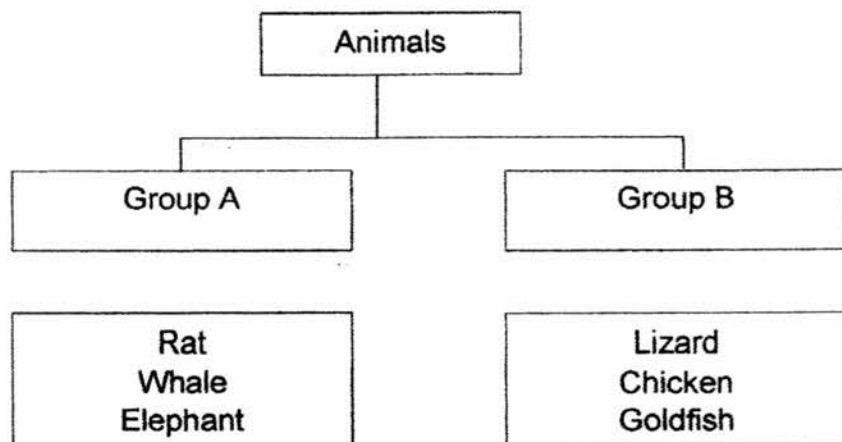 Animals
Group A
Group B
Rat
Whale
Elephant
Lizard
Chicken
Goldfish